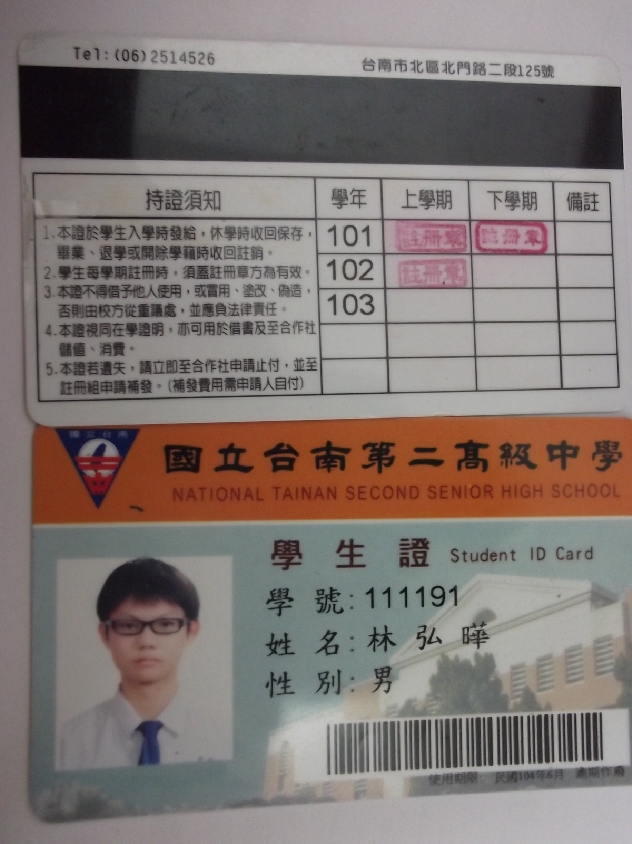 Tel:(06)2514526
台南市北區北門路二段125號
持證須知 學年 上學期 下學期 備註
1.本證於學生入學時發給，休學時收回保存，
畢業、退學或開除學籍時收回註銷。
2.學生每學期註冊時，須蓋註冊章方為有效。
3.本證不得借予他人使用，或冒用、塗改、偽造，
否則由校方從重議處，並應負法律責任。
4.本證視同在學證明，亦可用於借書及至合作社
儲值、消費。
5.本證若遺失，請立即至合作社申請止付，並至
註冊組申請補發。（補發費用需申請人自付）
101 註冊章 註冊章
102 註冊章
103
國立台南
國立台南第二高級中學
NATIONAL TAINAN SECOND SENIOR HIGH SCHOOL
學生證 Student ID Card
學號：111191
姓名：林弘曄
性別：男
使用期限：民國104年6月 逾期作廢